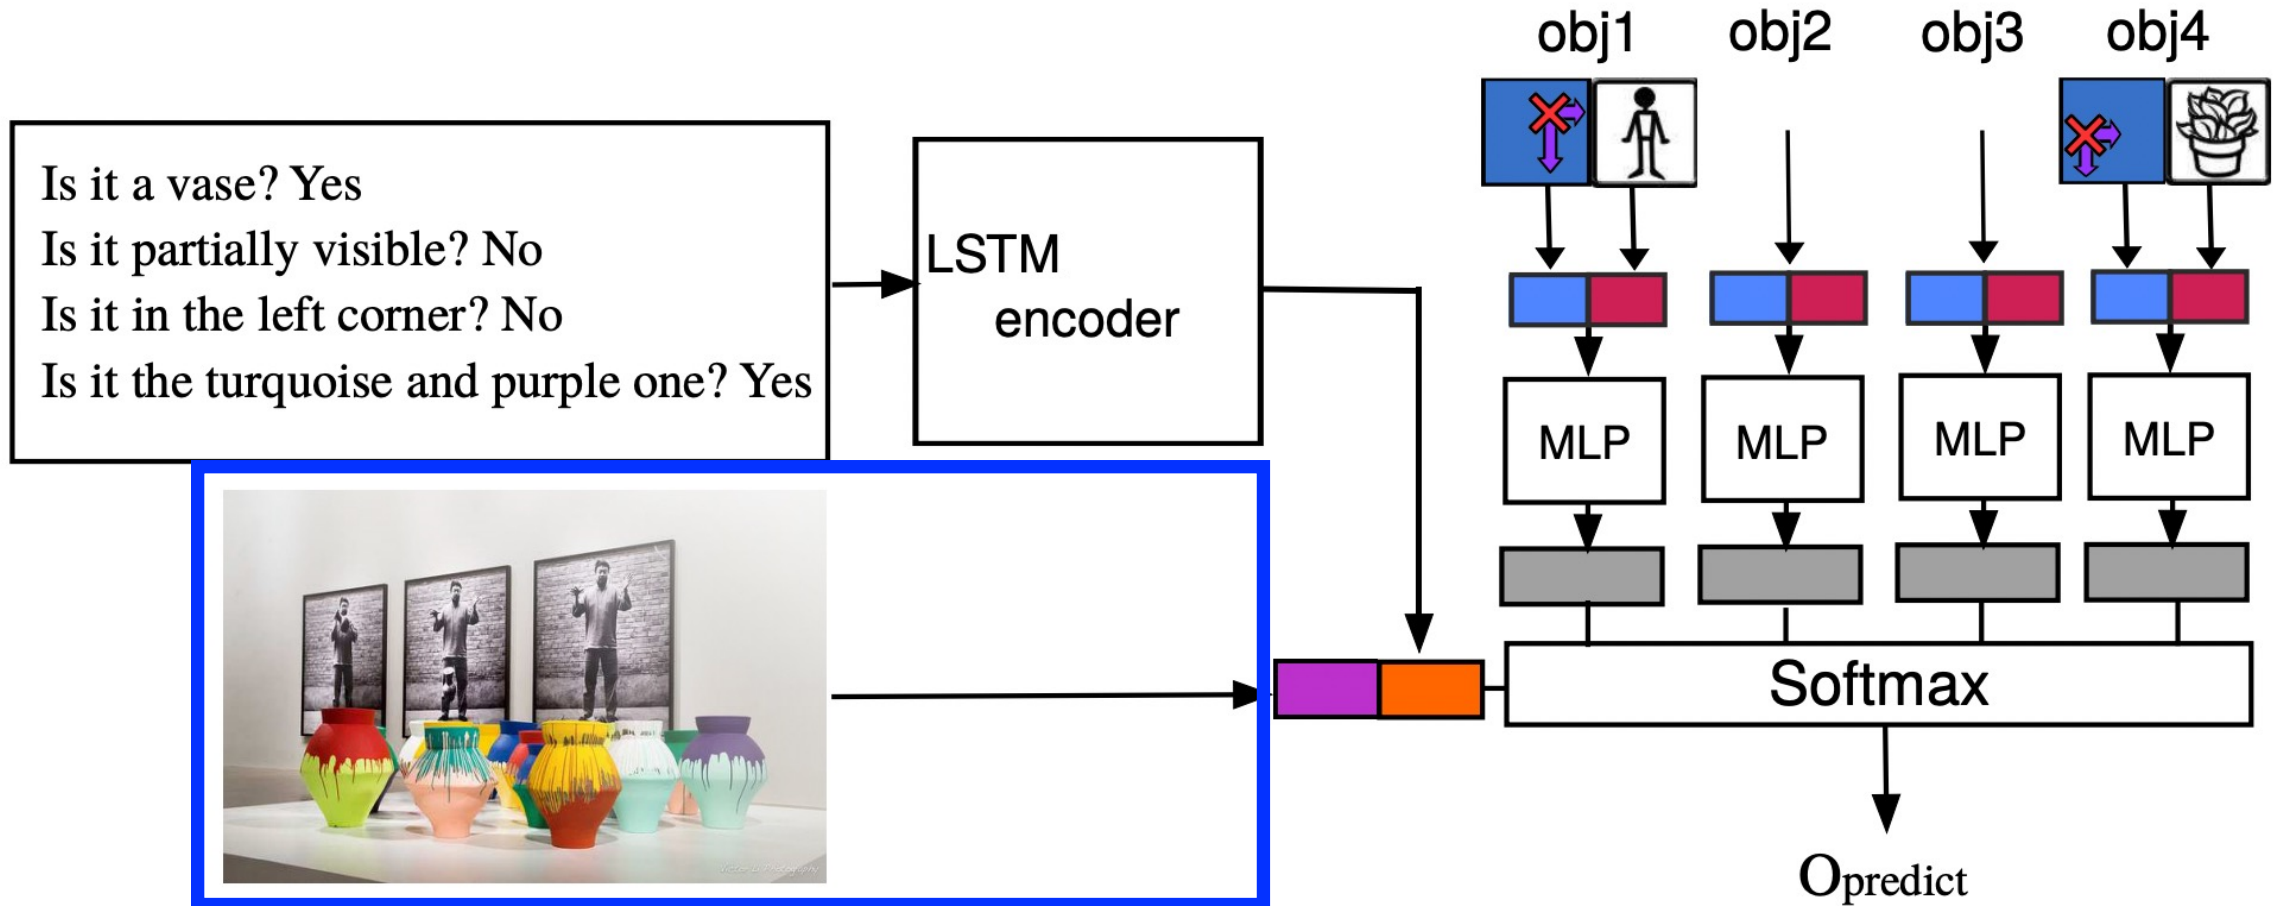 obj1 obj2 obj3 obj4
Is it a vase? Yes
Is it partially visible? No
Is it in the left corner? No
Is it the turquoise and purple one? Yes
LSTM
encoder
MLP MLP MLP MLP
Softmax
Opredict